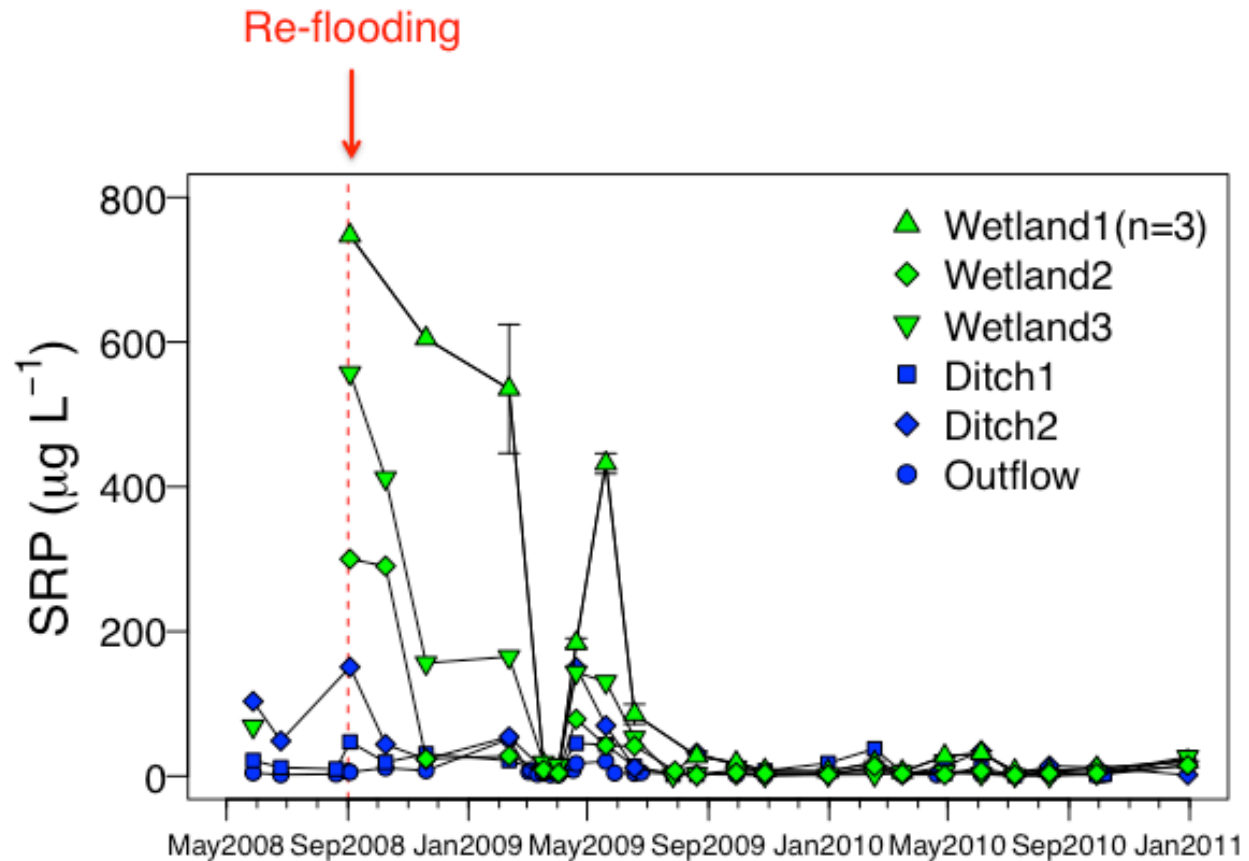 Re-flooding
SRP (µg L⁻¹)
800
600
400
200
0
Wetland1(n=3)
Wetland2
Wetland3
Ditch1
Ditch2
Outflow
May2008 Sep2008 Jan2009 May2009 Sep2009 Jan2010 May2010 Sep2010 Jan2011